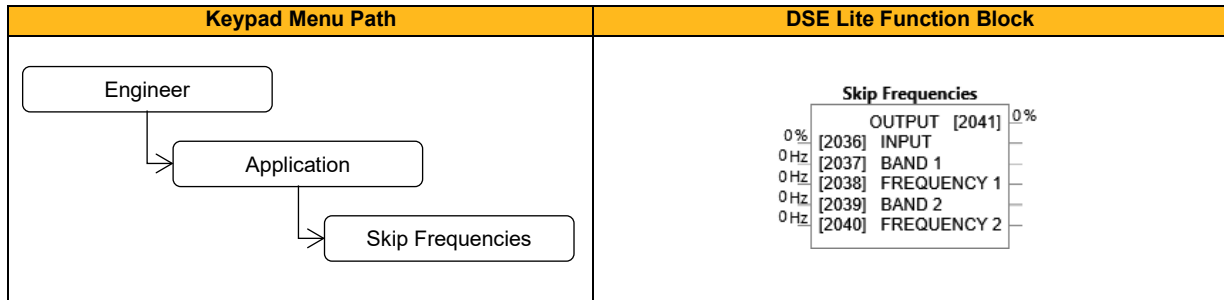 Keypad Menu Path
DSE Lite Function Block
Engineer
Application
Skip Frequencies
Skip Frequencies
OUTPUT [2041] 0%
0% [2036] INPUT
0Hz [2037] BAND 1
0Hz [2038] FREQUENCY 1
0Hz [2039] BAND 2
0Hz [2040] FREQUENCY 2